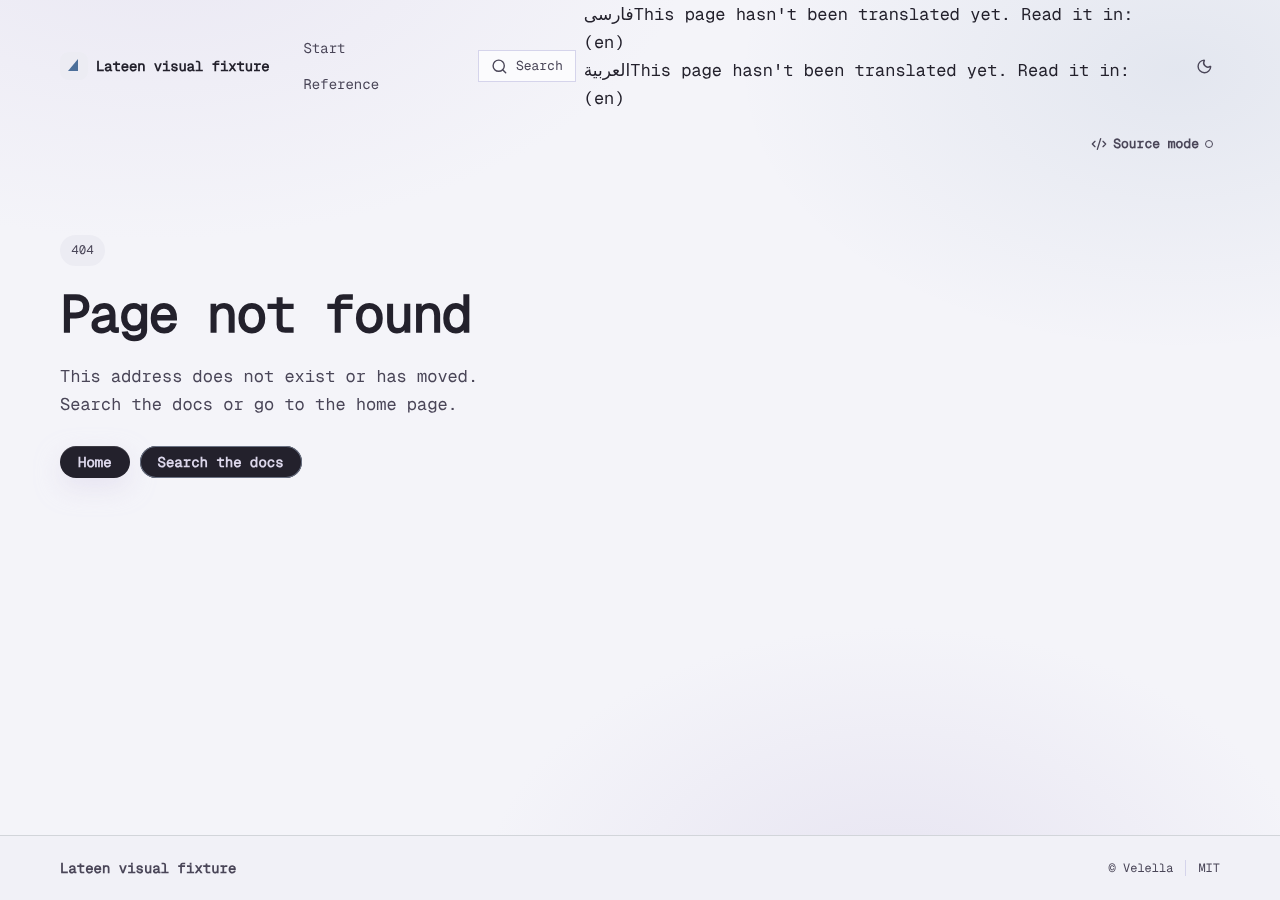 Lateen visual fixture
Start
Reference
Search
فارسیThis page hasn't been translated yet. Read it in:
(en)
العربيةThis page hasn't been translated yet. Read it in:
(en)
Source mode
404
Page not found
This address does not exist or has moved.
Search the docs or go to the home page.
Home
Search the docs
Lateen visual fixture
© Velella
MIT